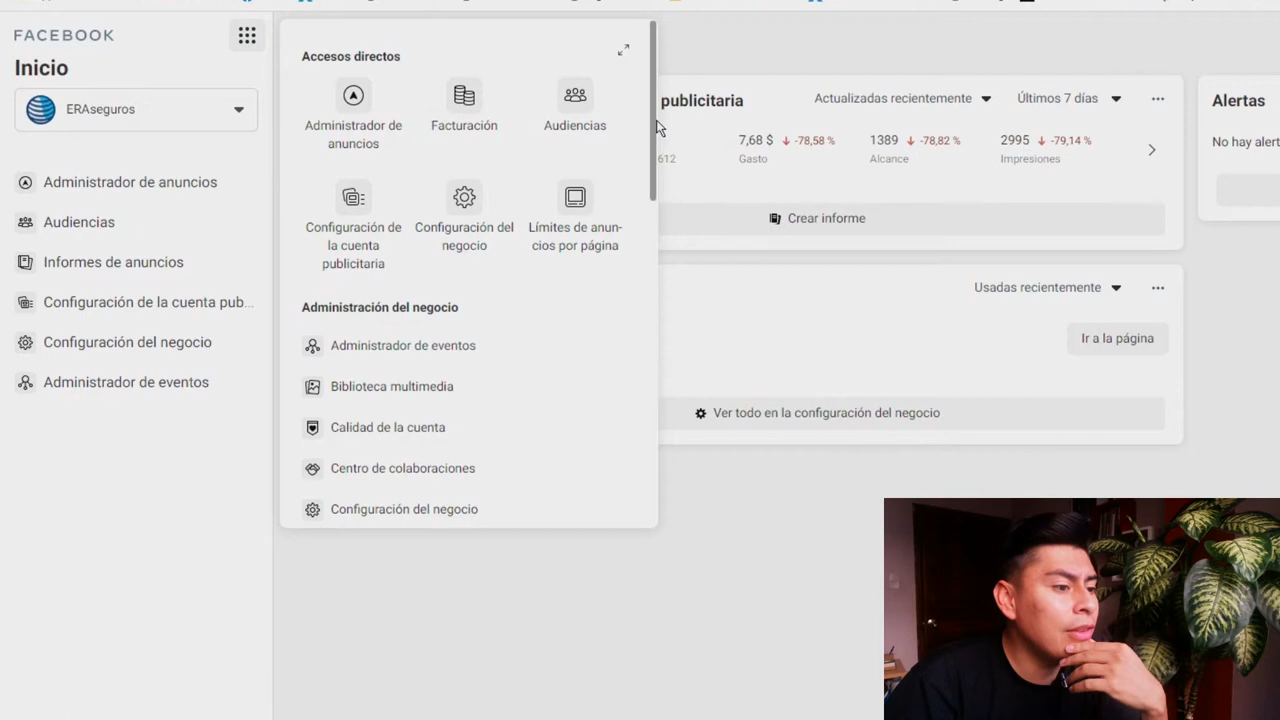 FACEBOOK
Inicio
ERAseguros
Administrador de anuncios
Audiencias
Informes de anuncios
Configuración de la cuenta pub...
Configuración del negocio
Administrador de eventos
Accesos directos
Administrador de
anuncios
Facturación
Audiencias
Configuración de
la cuenta
publicitaria
Configuración del
negocio
Límites de anun-
cios por página
Administración del negocio
Administrador de eventos
Biblioteca multimedia
Calidad de la cuenta
Centro de colaboraciones
Configuración del negocio
publicitaria
Actualizadas recientemente
Últimos 7 días
612
7,68 $ ↓ -78,58 %
Gasto
1389 ↓ -78,82 %
Alcance
2995 ↓ -79,14 %
Impresiones
Crear informe
Usadas recientemente
Ir a la página
Ver todo en la configuración del negocio
Alertas
No hay alert